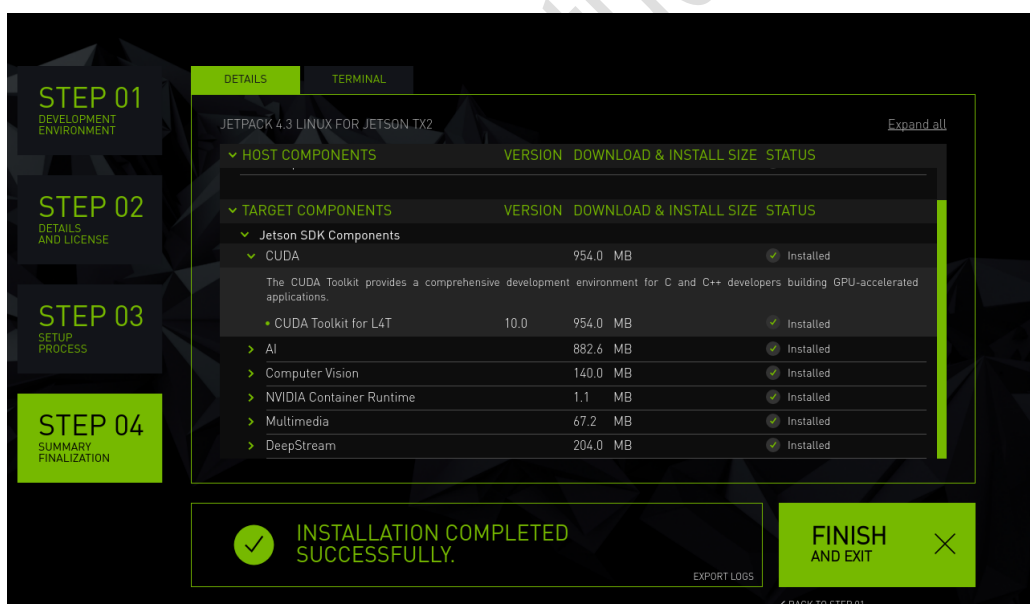 STEP 01
DEVELOPMENT
ENVIRONMENT
STEP 02
DETAILS
AND LICENSE
STEP 03
SETUP
PROCESS
STEP 04
SUMMARY
FINALIZATION
DETAILS TERMINAL
JETPACK 4.3 LINUX FOR JETSON TX2 Expand all
HOST COMPONENTS VERSION DOWNLOAD & INSTALL SIZE STATUS
TARGET COMPONENTS VERSION DOWNLOAD & INSTALL SIZE STATUS
Jetson SDK Components
CUDA 954.0 MB Installed
The CUDA Toolkit provides a comprehensive development environment for C and C++ developers building GPU-accelerated
applications.
• CUDA Toolkit for L4T 10.0 954.0 MB Installed
AI 882.6 MB Installed
Computer Vision 140.0 MB Installed
NVIDIA Container Runtime 1.1 MB Installed
Multimedia 67.2 MB Installed
DeepStream 204.0 MB Installed
INSTALLATION COMPLETED
SUCCESSFULLY.
EXPORT LOGS
FINISH
AND EXIT
BACK TO STEP 01